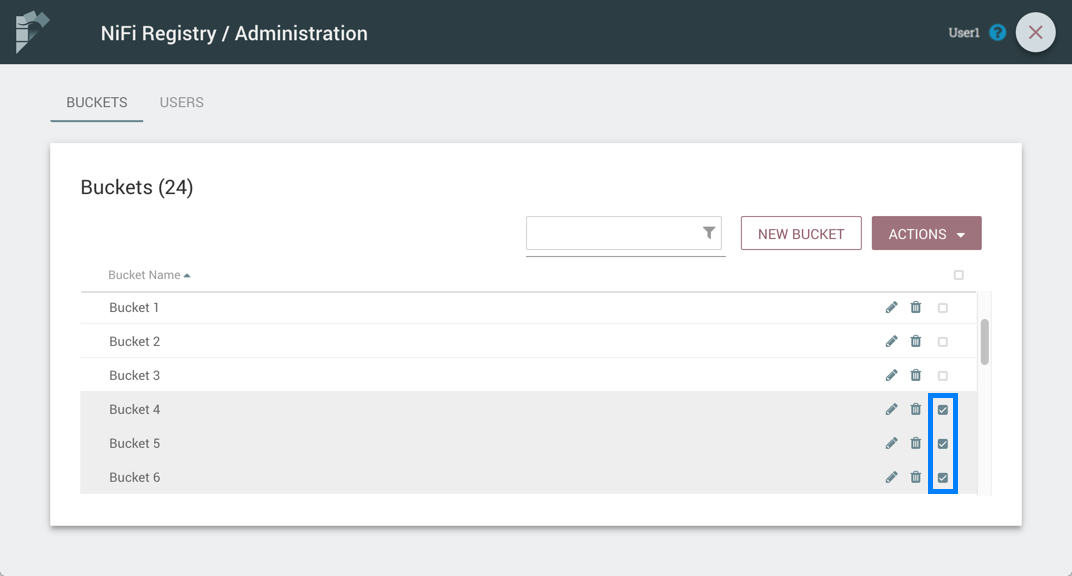 NiFi Registry / Administration
User1 ?
BUCKETS USERS
Buckets (24)
NEW BUCKET ACTIONS
Bucket Name
Bucket 1
Bucket 2
Bucket 3
Bucket 4
Bucket 5
Bucket 6